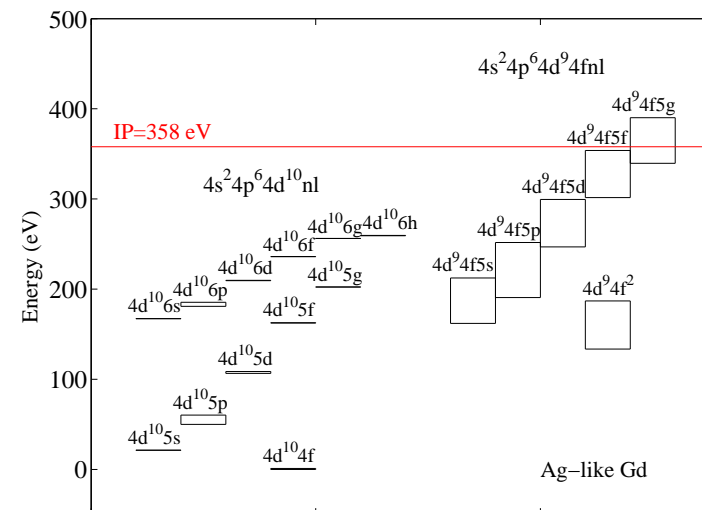 500
4s²4p⁶4d⁹4fnl
400
4d⁹4f5g
IP=358 eV
4d⁹4f5f
300
4s²4p⁶4d¹⁰nl
4d⁹4f5d
4d¹⁰6g
4d¹⁰6h
4d⁹4f5p
4d¹⁰6f
4d¹⁰6d
4d⁹4f5s
4d¹⁰5g
200
4d¹⁰6p
4d¹⁰6s
4d¹⁰5f
4d⁹4f²
Energy (eV)
4d¹⁰5d
100
4d¹⁰5p
4d¹⁰5s
4d¹⁰4f
0
Ag−like Gd